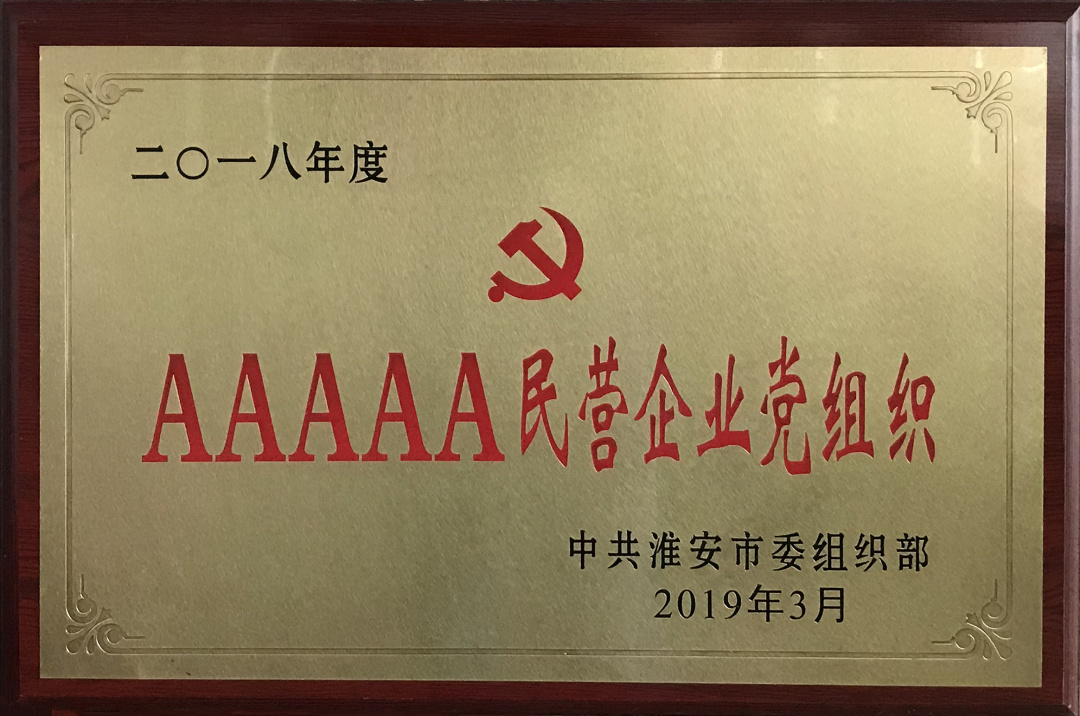 二〇一八年度
AAAAA民营企业党组织
中共淮安市委组织部
2019年3月